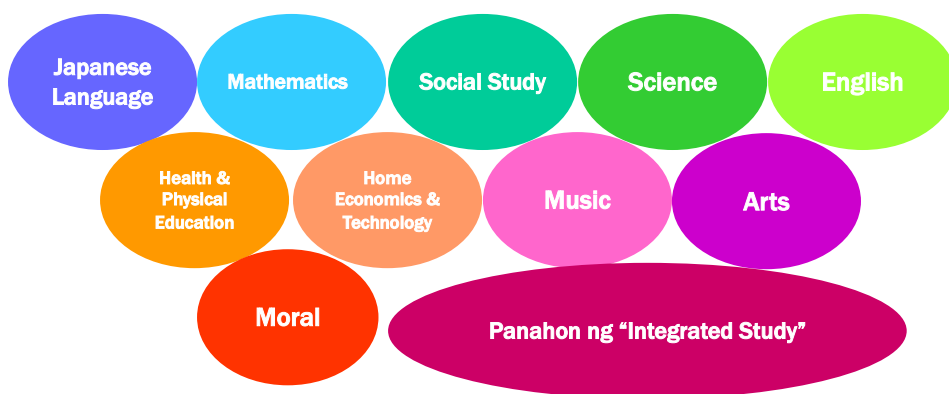 Japanese
Language
Mathematics
Social Study
Science
English
Health &
Physical
Education
Home
Economics &
Technology
Music
Arts
Moral
Panahon ng “Integrated Study”